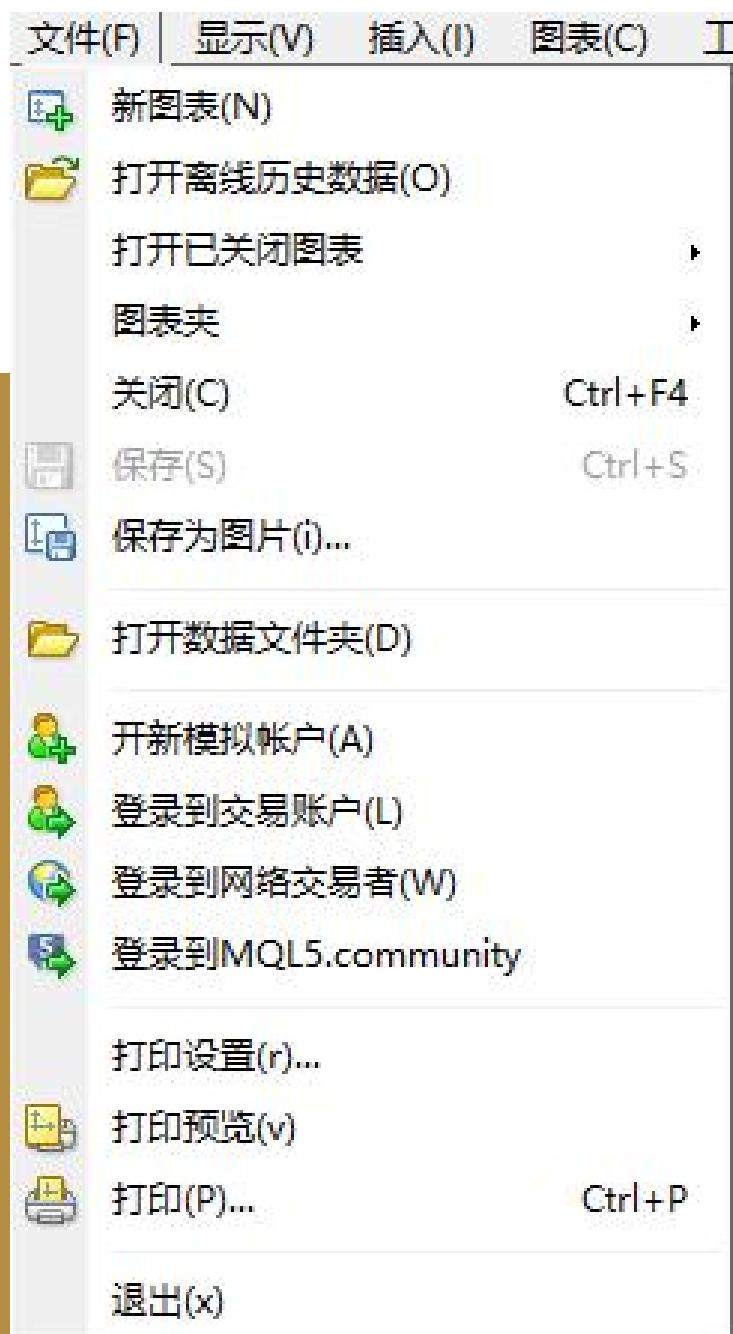 文件(F) 显示(V) 插入(I) 图表(C) 工
新图表(N)
打开离线历史数据(O)
打开已关闭图表
图表夹
关闭(C) Ctrl+F4
保存(S) Ctrl+S
保存为图片(i)...
打开数据文件夹(D)
开新模拟帐户(A)
登录到交易账户(L)
登录到网络交易者(W)
登录到MQL5.community
打印设置(r)...
打印预览(v)
打印(P)... Ctrl+P
退出(x)